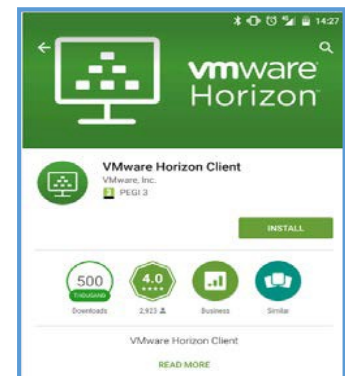 14:27
vmware
Horizon
VMware Horizon Client
VMware, Inc.
3 PEGI 3
INSTALL
500
THOUSAND
4.0
Downloads
2,923
Business
Similar
VMware Horizon Client
READ MORE